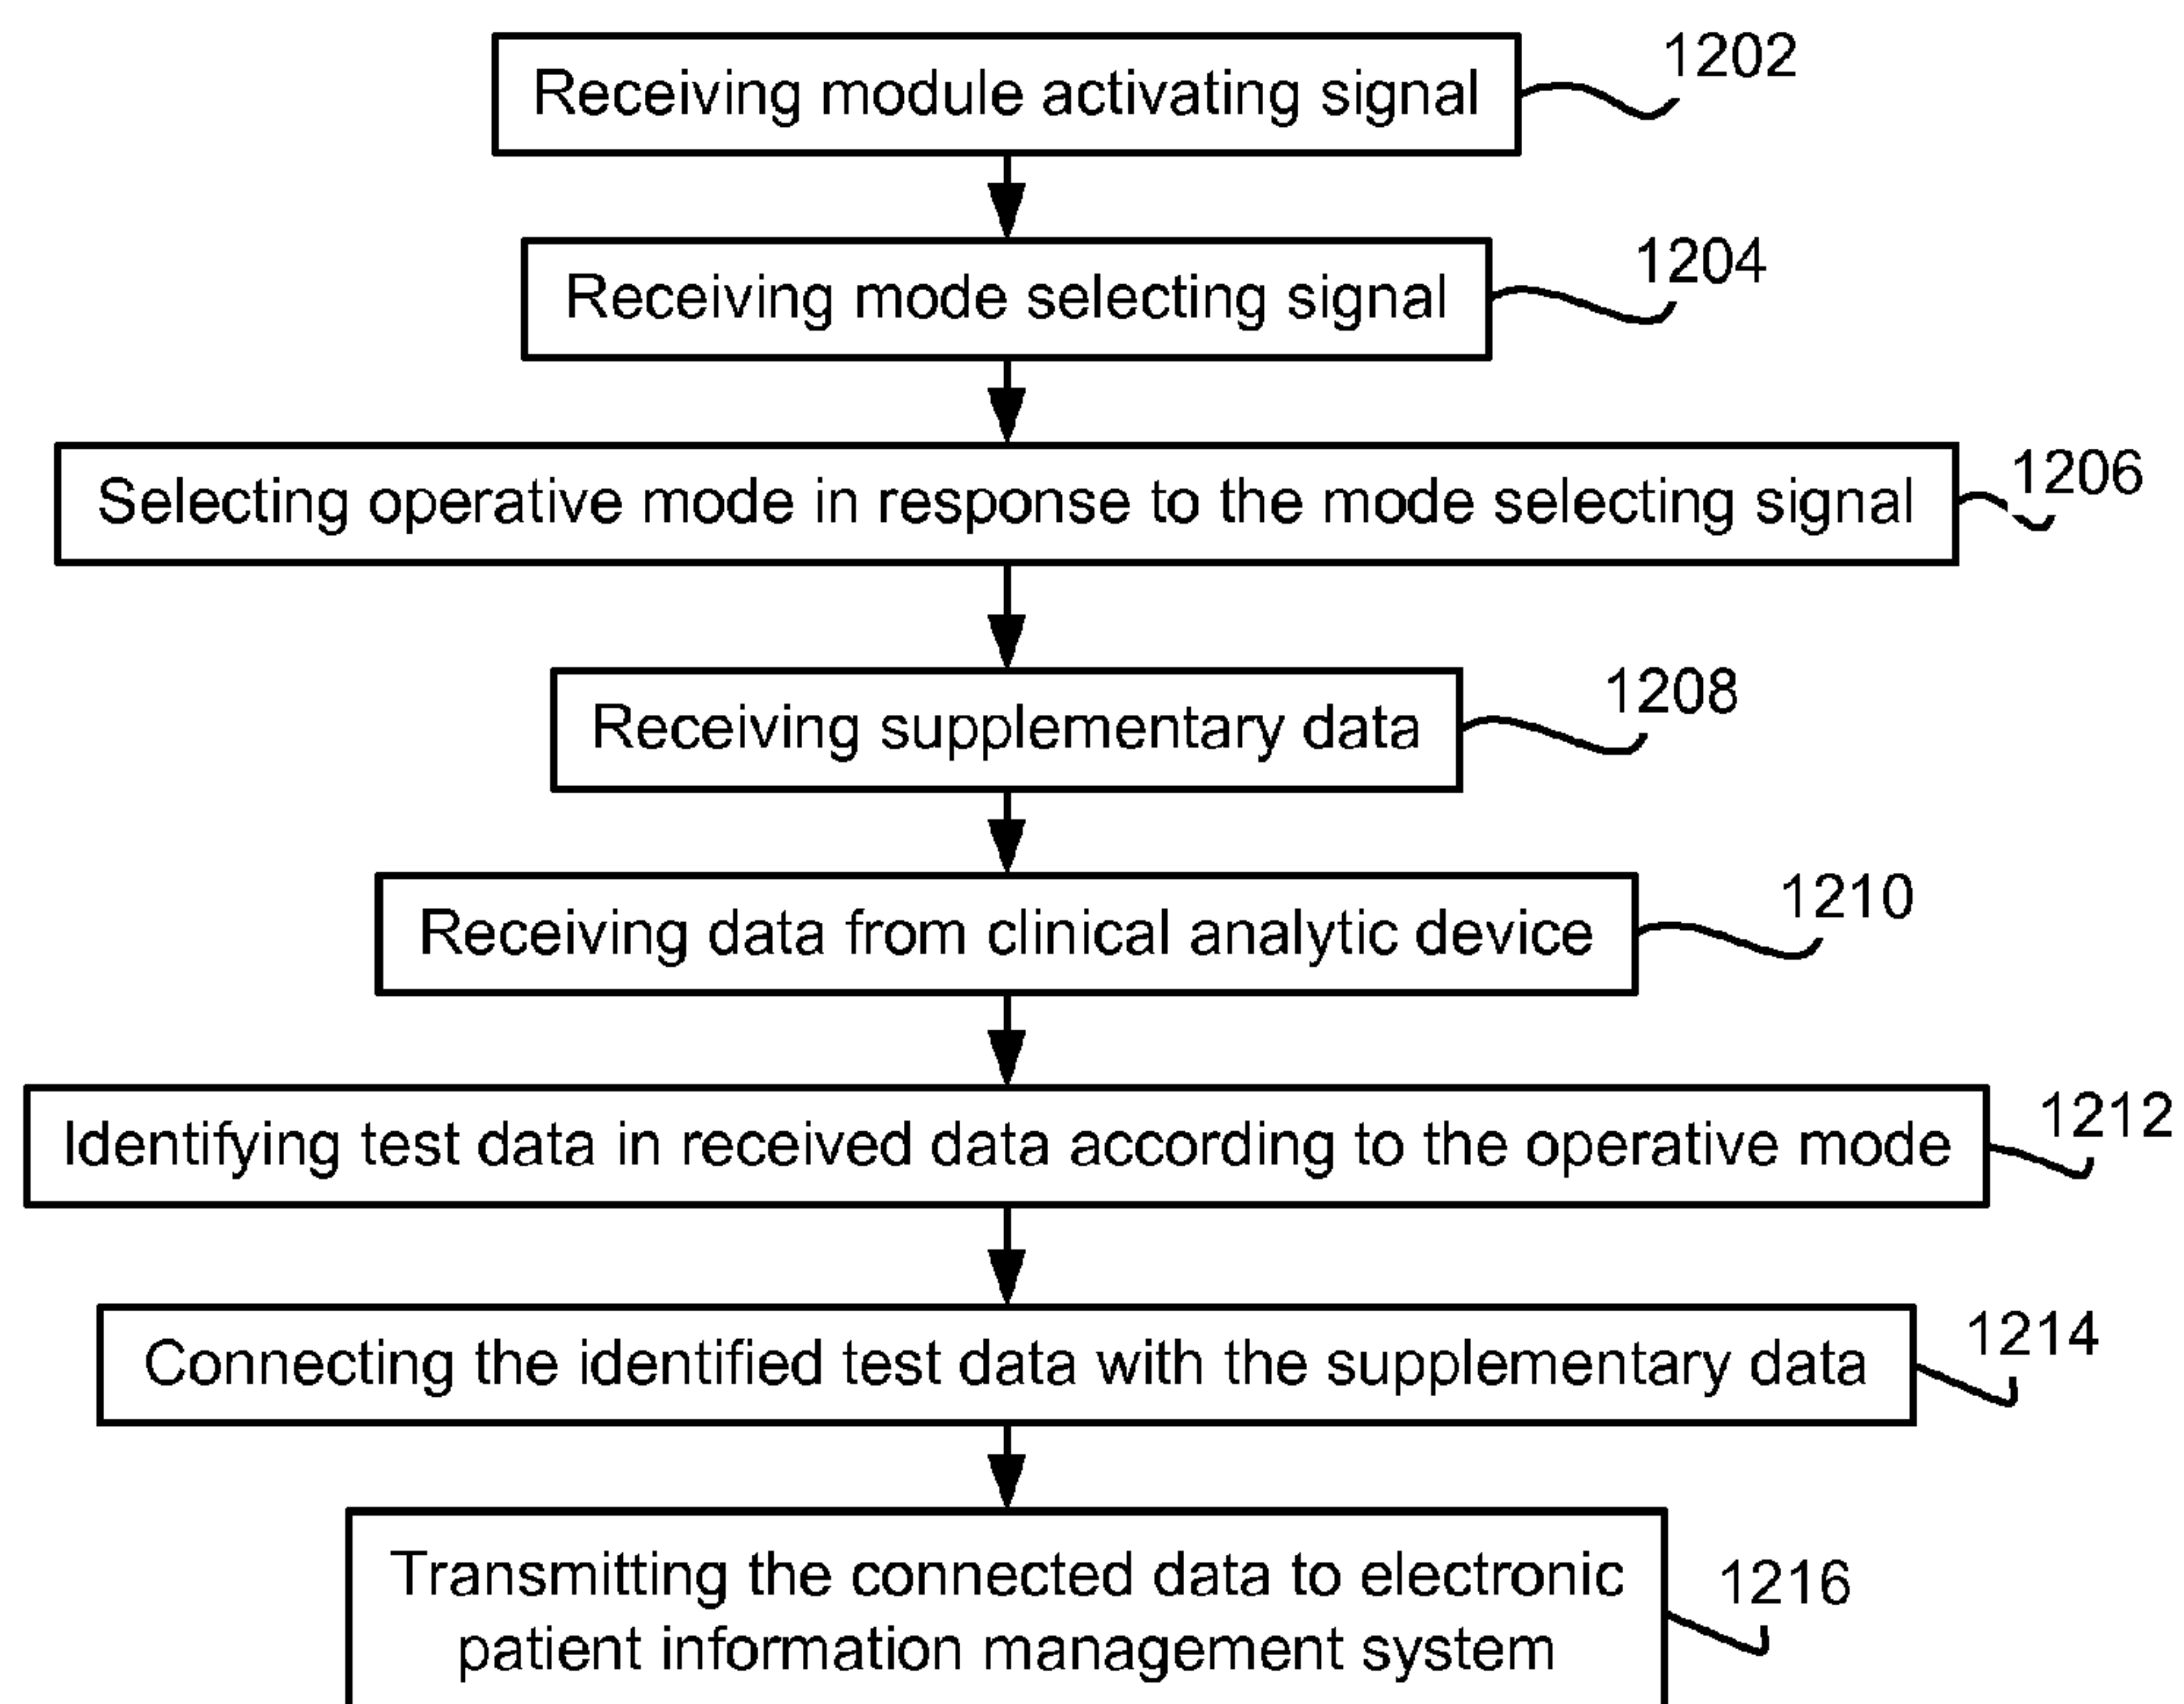 Receiving module activating signal
1202
Receiving mode selecting signal
1204
Selecting operative mode in response to the mode selecting signal
1206
Receiving supplementary data
1208
Receiving data from clinical analytic device
1210
Identifying test data in received data according to the operative mode
1212
Connecting the identified test data with the supplementary data
1214
Transmitting the connected data to electronic
patient information management system
1216